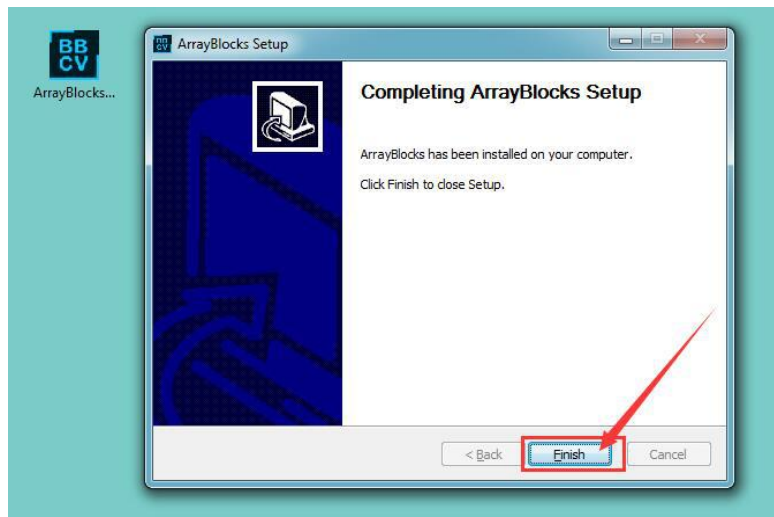 BB
CV
ArrayBlocks...
ArrayBlocks Setup
Completing ArrayBlocks Setup
ArrayBlocks has been installed on your computer.
Click Finish to close Setup.
< Back
Finish
Cancel